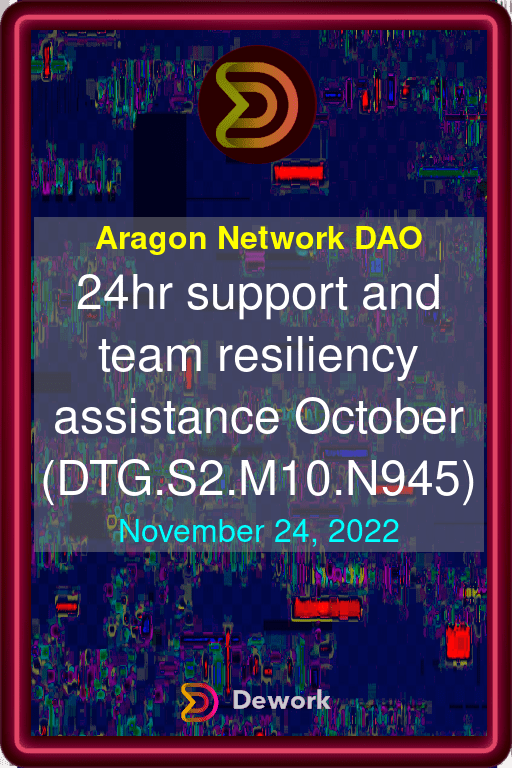 Aragon Network DAO
24hr support and
team resiliency
assistance October
(DTG.S2.M10.N945)
November 24, 2022
Dework